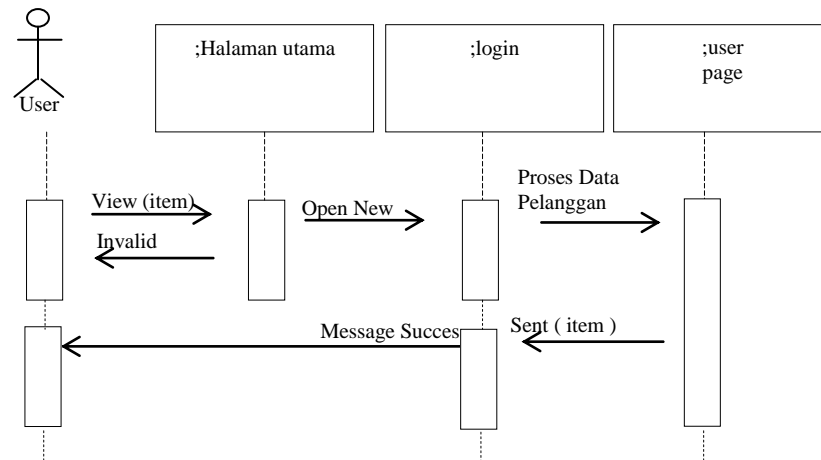 ;Halaman utama
;login
;user
page
User
View (item)
Open New
Proses Data
Pelanggan
Invalid
Message Succes
Sent ( item )